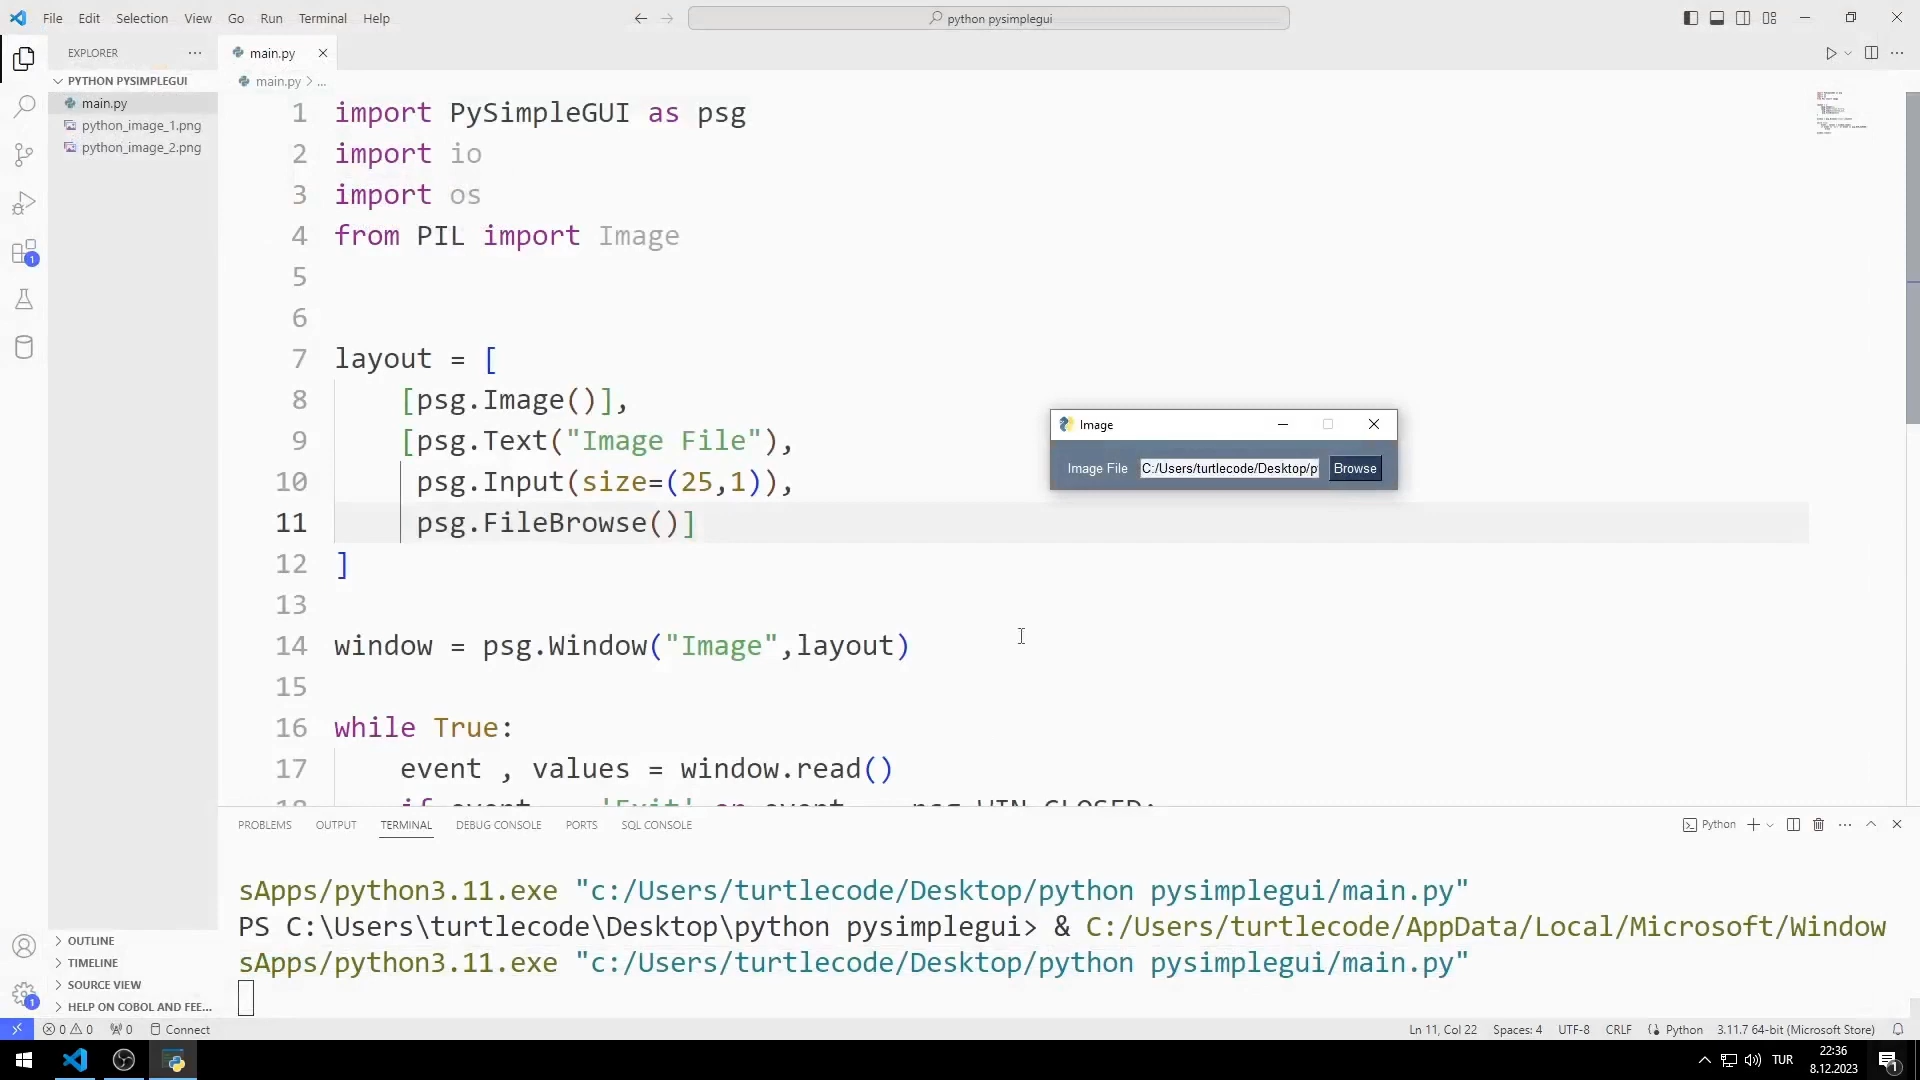 File Edit Selection View Go Run Terminal Help
python pysimplegui
EXPLORER
PYTHON PYSIMPLEGUI
main.py
python_image_1.png
python_image_2.png
main.py
main.py > ...
1 import PySimpleGUI as psg
2 import io
3 import os
4 from PIL import Image
5
6
7 layout = [
8 [psg.Image()],
9 [psg.Text("Image File"),
10 psg.Input(size=(25,1)),
11 psg.FileBrowse()]
12 ]
13
14 window = psg.Window("Image",layout)
15
16 while True:
17 event , values = window.read()
Image
Image File C:/Users/turtlecode/Desktop/p Browse
PROBLEMS OUTPUT TERMINAL DEBUG CONSOLE PORTS SQL CONSOLE
Python
sApps/python3.11.exe "c:/Users/turtlecode/Desktop/python pysimplegui/main.py"
PS C:\Users\turtlecode\Desktop\python pysimplegui> & C:/Users/turtlecode/AppData/Local/Microsoft/Window
sApps/python3.11.exe "c:/Users/turtlecode/Desktop/python pysimplegui/main.py"
OUTLINE
TIMELINE
SOURCE VIEW
HELP ON COBOL AND FEE...
1
1
0 0 0 Connect
Ln 11, Col 22 Spaces: 4 UTF-8 CRLF Python 3.11.7 64-bit (Microsoft Store)
TUR
22:36
8.12.2023
1